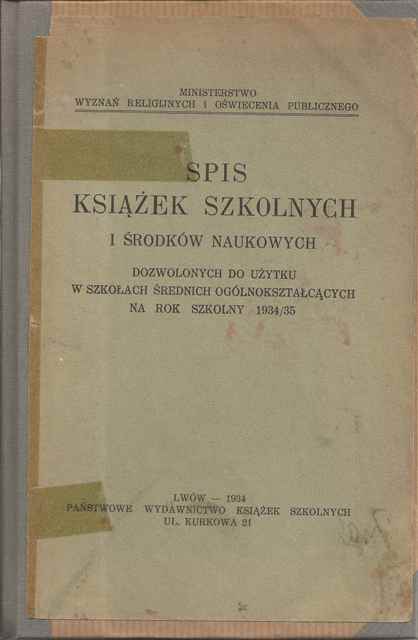 MINISTERSTWO
WYZNAŃ RELIGIJNYCH I OŚWIECENIA PUBLICZNEGO
SPIS
KSIĄŻEK SZKOLNYCH
I ŚRODKÓW NAUKOWYCH
DOZWOLONYCH DO UŻYTKU
W SZKOŁACH ŚREDNICH OGÓLNOKSZTAŁCĄCYCH
NA ROK SZKOLNY 1934/35
LWÓW — 1934
PAŃSTWOWE WYDAWNICTWO KSIĄŻEK SZKOLNYCH
UL. KURKOWA 21